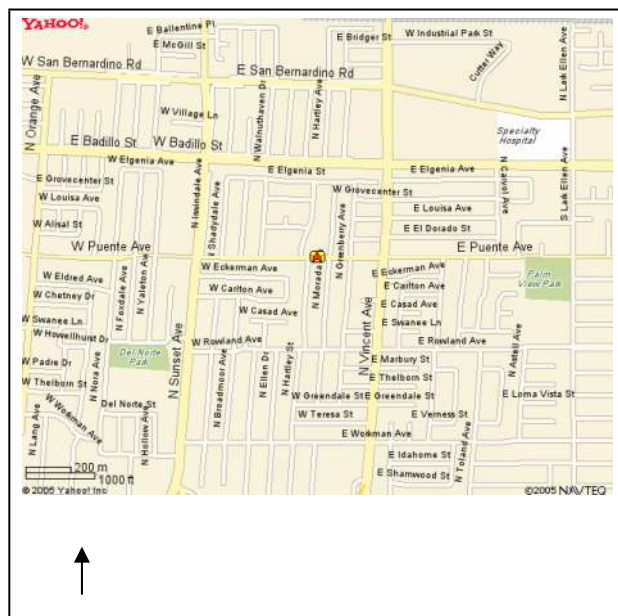 YAHOO!
E Ballentine Pl
E McGill St
E Bridger St
W Industrial Park St
Cutter Way
N Lark Ellen Ave
W San Bernardino Rd
E San Bernardino Rd
N Orange Ave
W Village Ln
N Walnuthaven Dr
N Hartley Ave
Specialty
Hospital
E Badillo St
W Badillo St
W Elgenia Ave
E Elgenia St
E Elgenia Ave
E Grovecenter St
W Grovecenter St
N Carvol Ave
S Lark Ellen Ave
W Louisa Ave
E Louisa Ave
N Irwindale Ave
N Shadydale Ave
N Greenberry Ave
W Alisal St
E El Dorado St
W Puente Ave
E Puente Ave
W Eckerman Ave
E Eckerman Ave
N Morada
W Eldred Ave
N Foxdale Ave
N Yaleton Ave
W Carlton Ave
E Carlton Ave
Palm
View Park
W Chetney Dr
W Casad Ave
E Casad Ave
W Swanee Ln
E Swanee Ln
W Howellhurst Dr
W Rowland Ave
E Rowland Ave
N Sunset Ave
N Vincent Ave
Del Norte
Park
W Padre Dr
N Nora Ave
N Broadmoor Ave
N Ellen Dr
N Hartley St
E Marbury St
N Astell Ave
W Thelborn St
E Thelborn St
W Greendale St
E Greendale St
E Loma Vista St
Del Norte St
W Workman Ave
N Lang Ave
N Hollow Ave
W Teresa St
E Verness St
E Workman Ave
N Toland Ave
E Idahome St
E Shamwood St
200 m
1000 ft
©2005 Yahoo! Inc
©2005 NAVTEQ